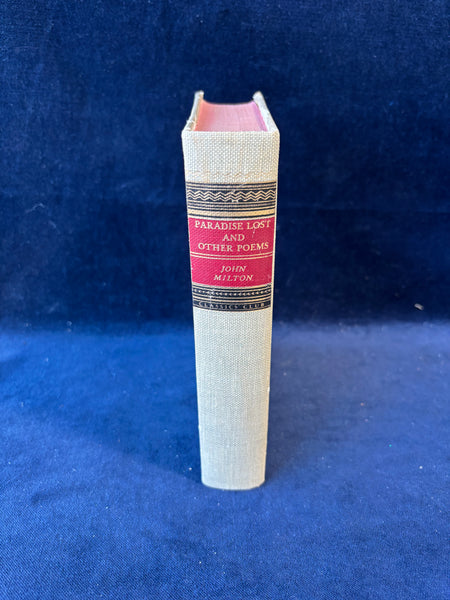 PARADISE LOST
AND
OTHER POEMS
JOHN
MILTON
CLASSICS CLUB